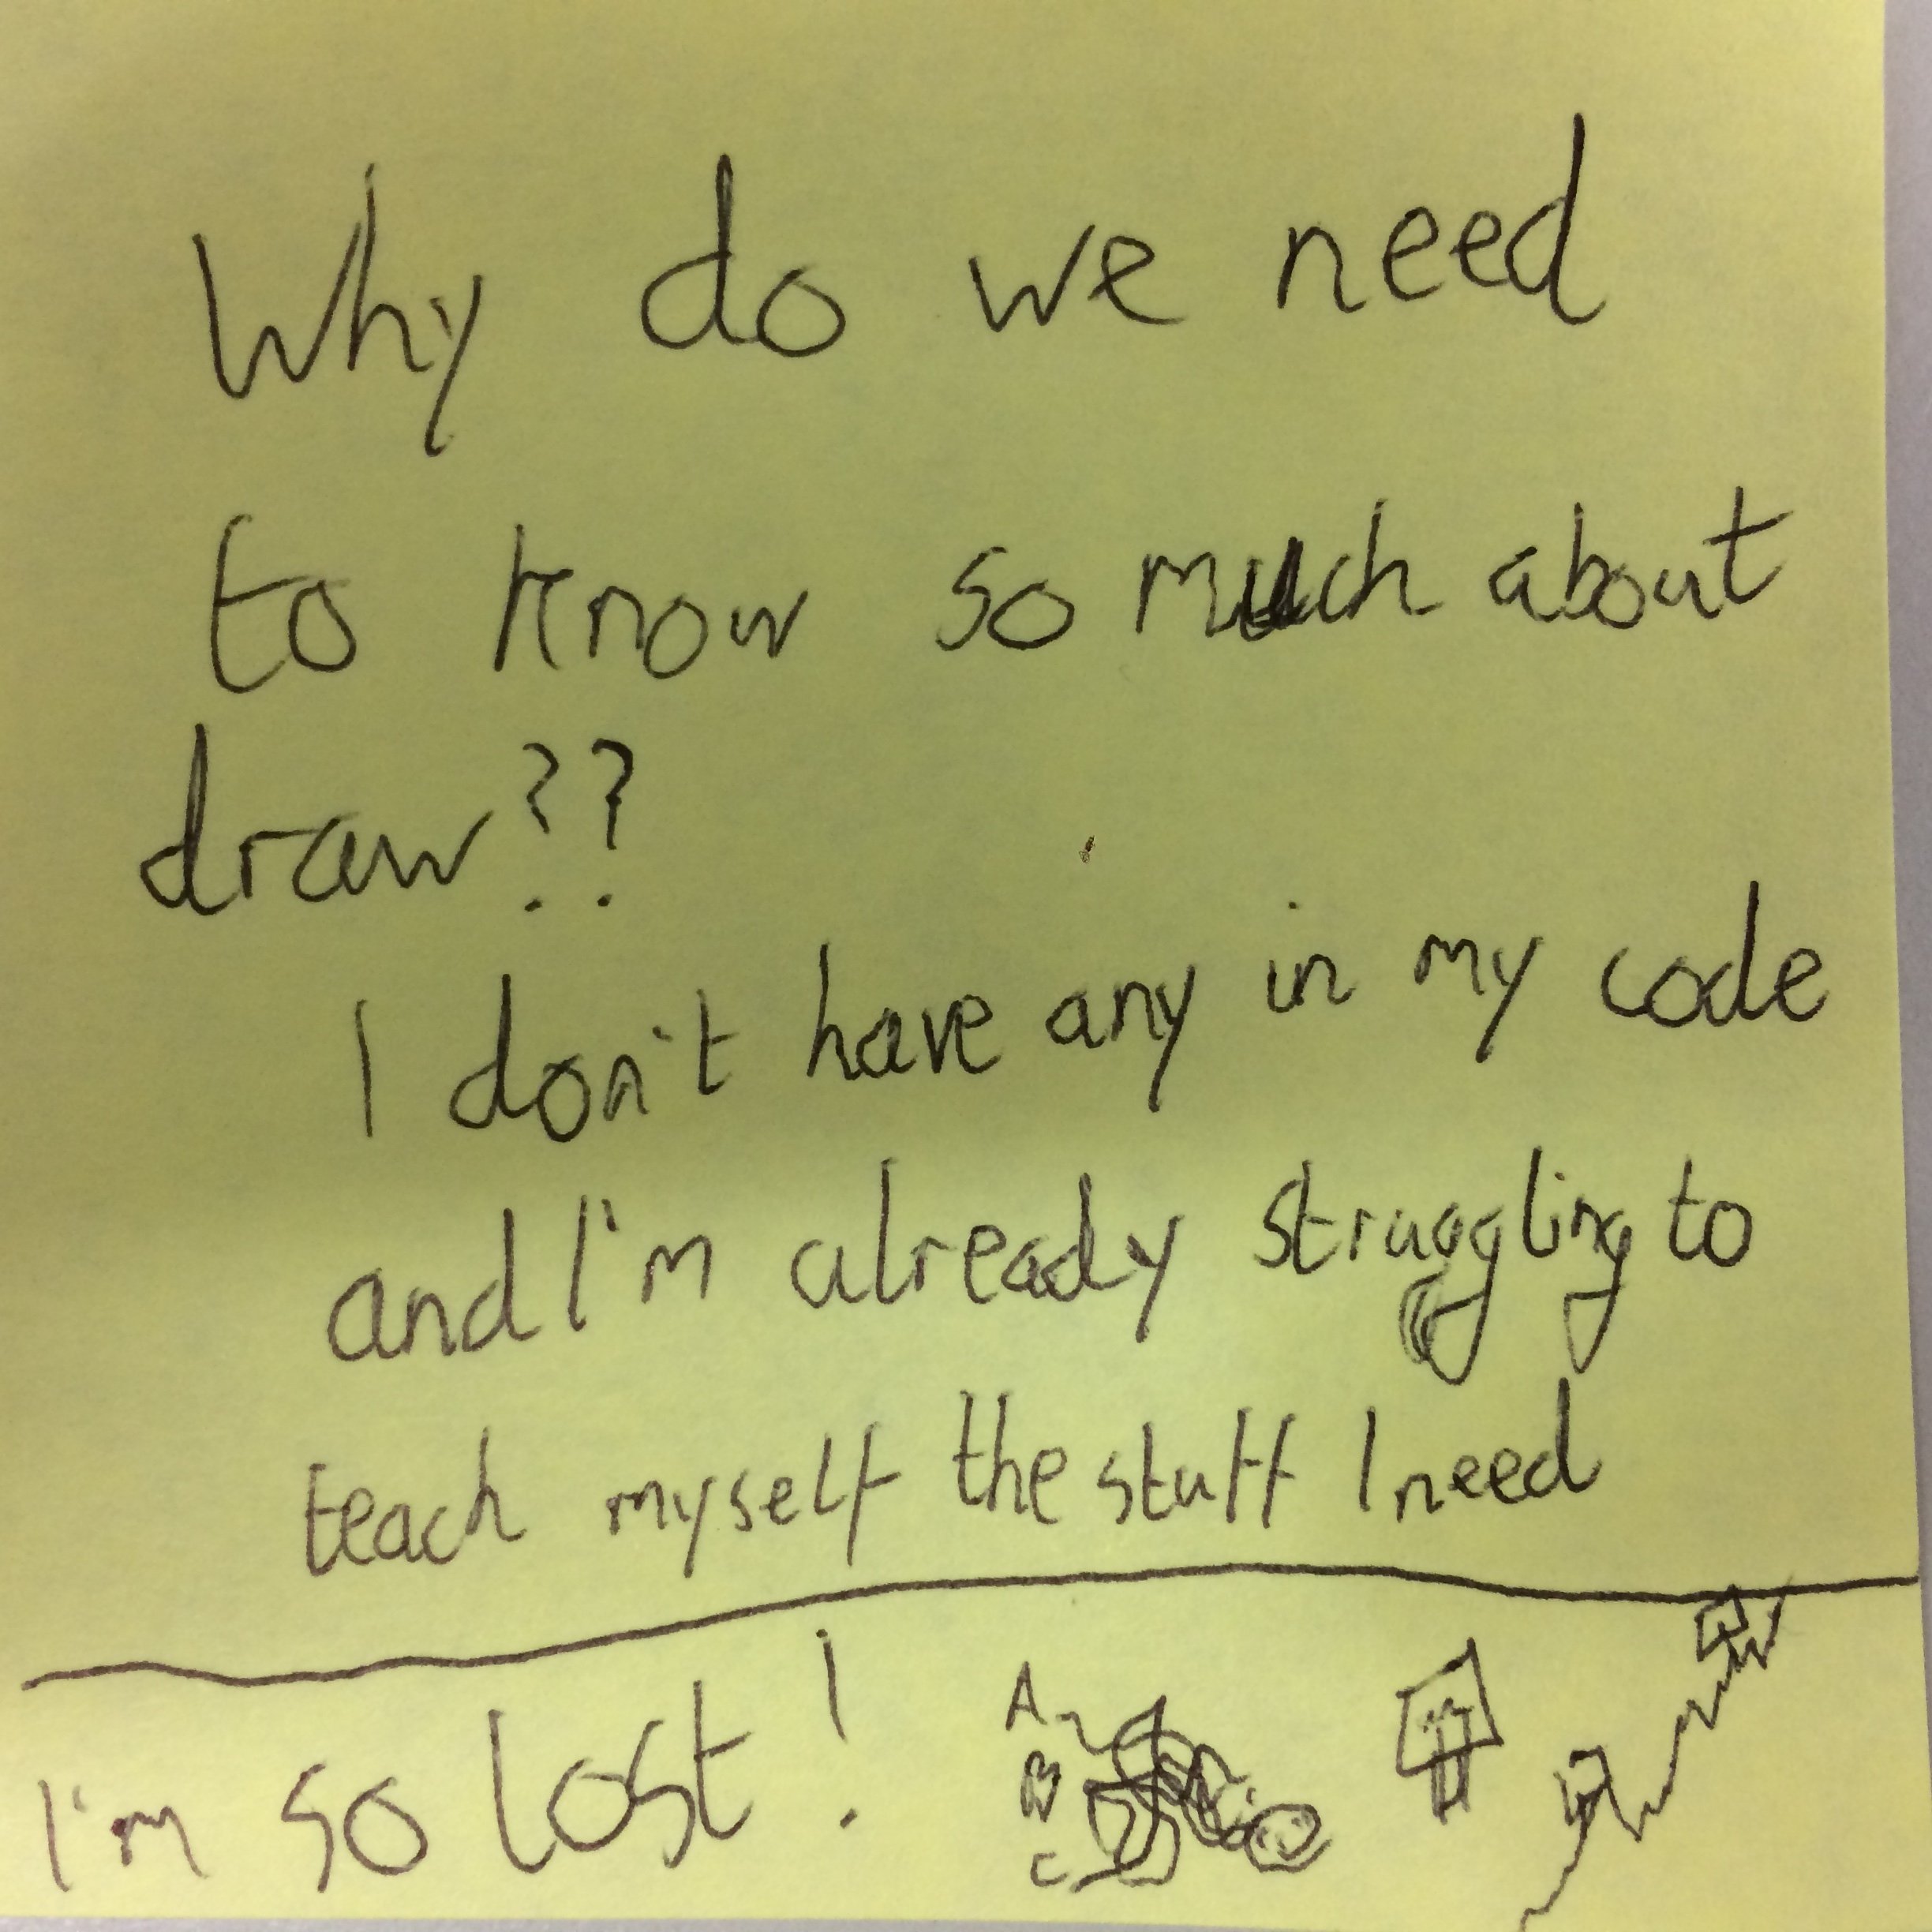 Why do we need
to know so much about
draw??
I don't have any in my code
and I'm already struggling to
teach myself the stuff I need
I'm so lost!
A
B
C